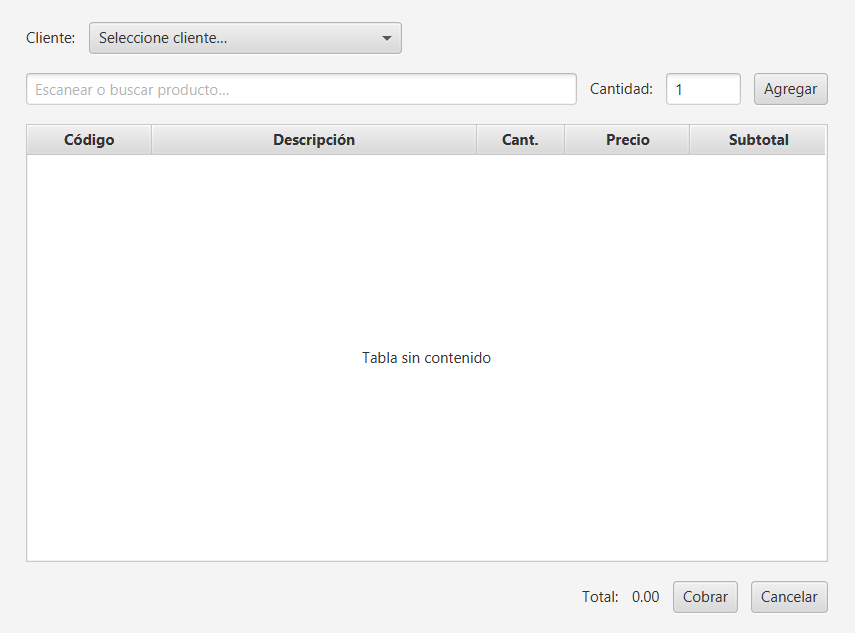 Cliente: Seleccione cliente...
Escanear o buscar producto... Cantidad: 1 Agregar
Código Descripción Cant. Precio Subtotal
Tabla sin contenido
Total: 0.00 Cobrar Cancelar